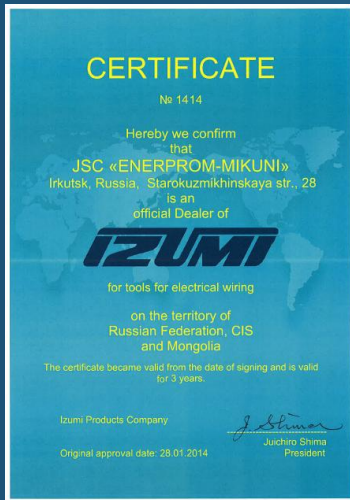 CERTIFICATE
№ 1414
Hereby we confirm
that
JSC «ENERPROM-MIKUNI»
Irkutsk, Russia, Starokuzmikhinskaya str., 28
is an
official Dealer of
IZUMI
for tools for electrical wiring
on the territory of
Russian Federation, CIS
and Mongolia
The certificate became valid from the date of signing and is valid
for 3 years.
Izumi Products Company
J. Shima
Juichiro Shima
Original approval date: 28.01.2014
President